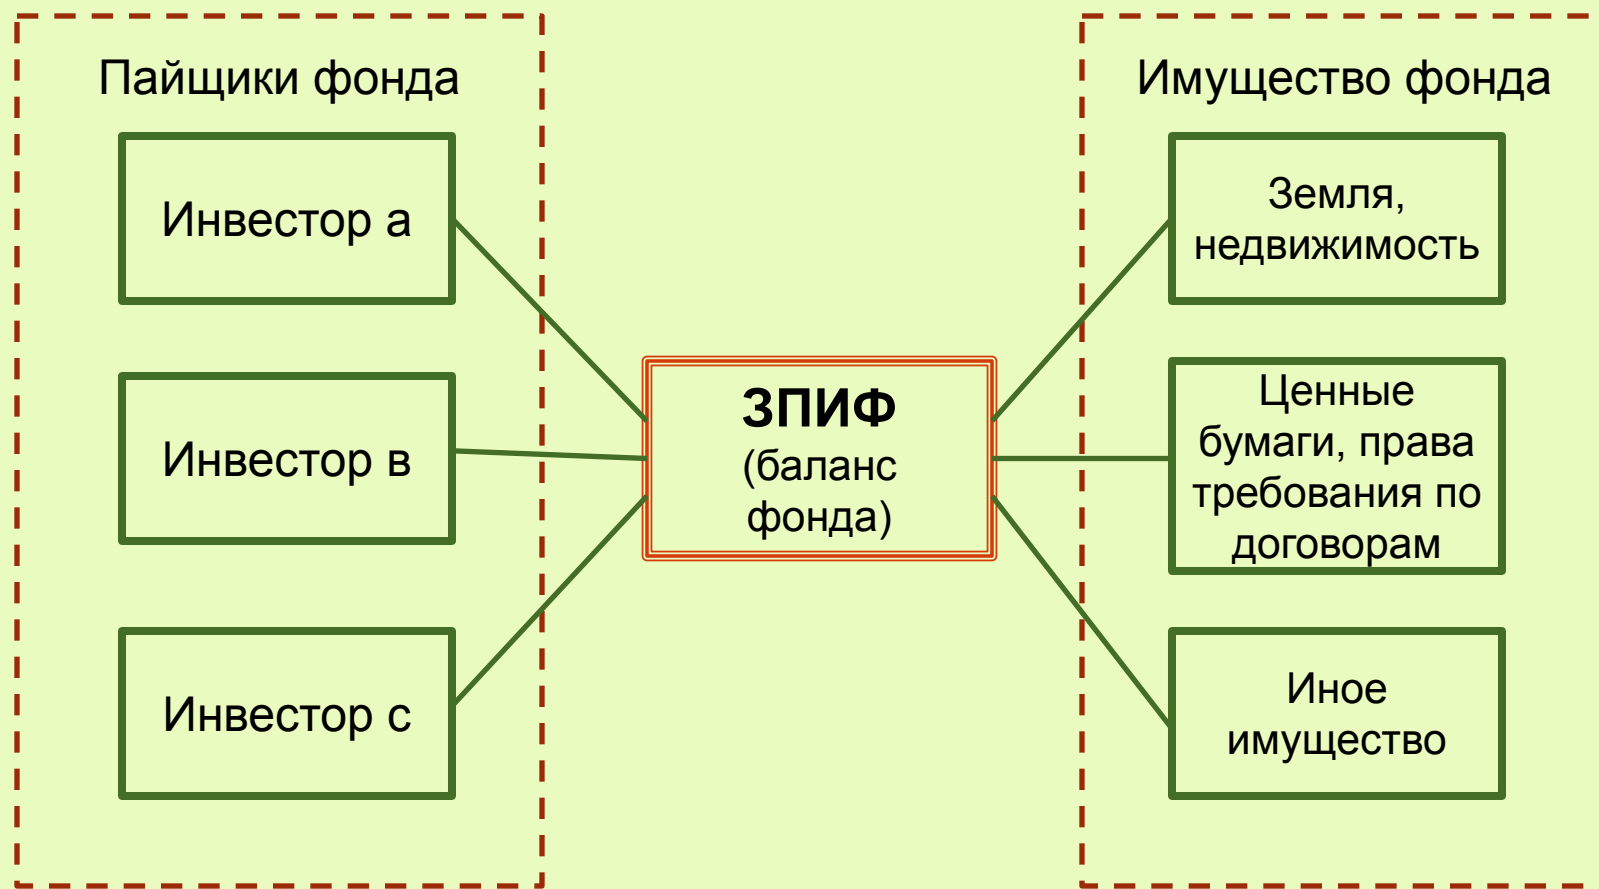 Пайщики фонда
Инвестор а
Инвестор в
Инвестор с
ЗПИФ
(баланс
фонда)
Имущество фонда
Земля,
недвижимость
Ценные
бумаги, права
требования по
договорам
Иное
имущество